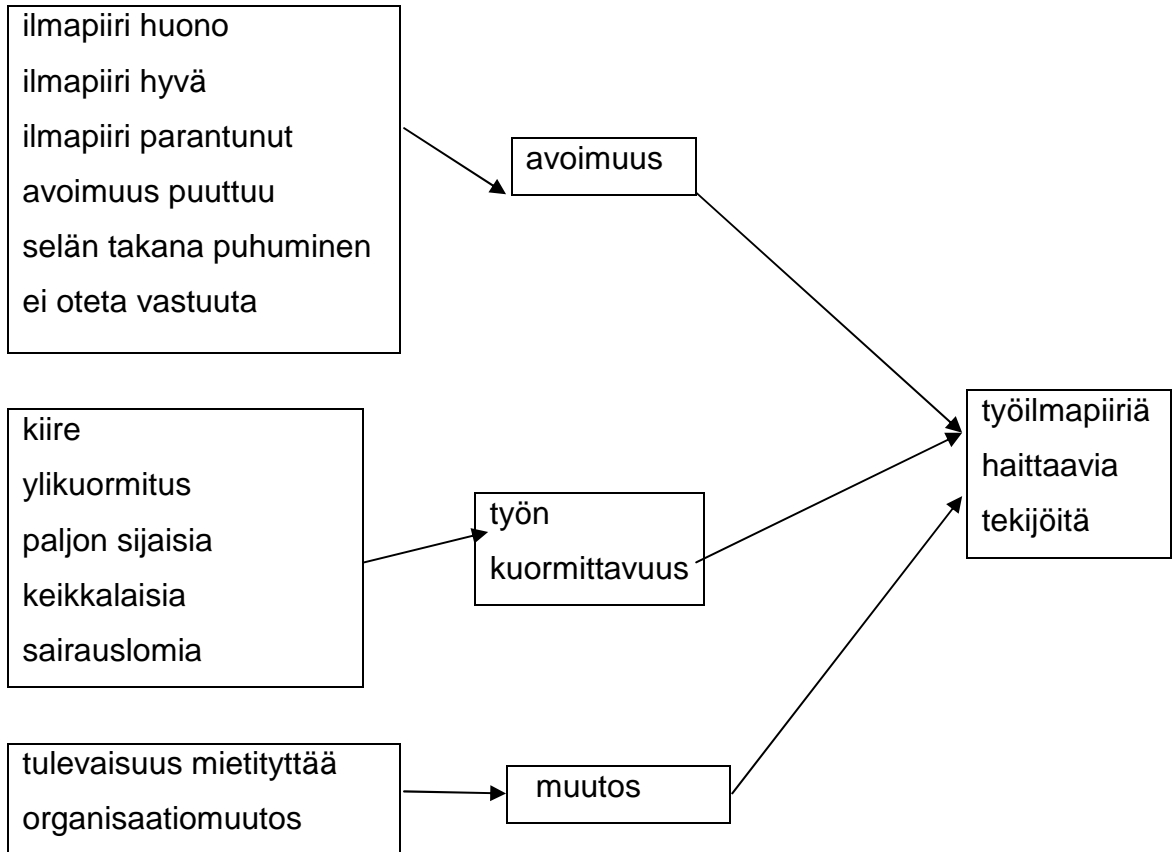 ilmapiiri huono
ilmapiiri hyvä
ilmapiiri parantunut
avoimuus puuttuu
selän takana puhuminen
ei oteta vastuuta
avoimuus
kiire
ylikuormitus
paljon sijaisia
keikkalaisia
sairauslomia
työn
kuormittavuus
tulevaisuus mietityttää
organisaatiomuutos
muutos
työilmapiiriä
haittaavia
tekijöitä